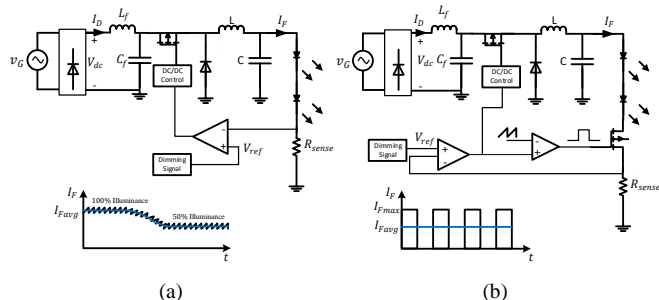 I_D L_f L I_F
v_G + V_dc - C_f C
DC/DC
Control
-
+
V_ref
Dimming
Signal
R_sense
I_F
100% Illuminance
I_Favg
50% Illuminance
t
(a)
I_D L_f L I_F
v_G + V_dc - C_f C
DC/DC
Control
V_ref
Dimming
Signal
+
-
-
+
R_sense
I_F
I_Fmax
I_Favg
t
(b)